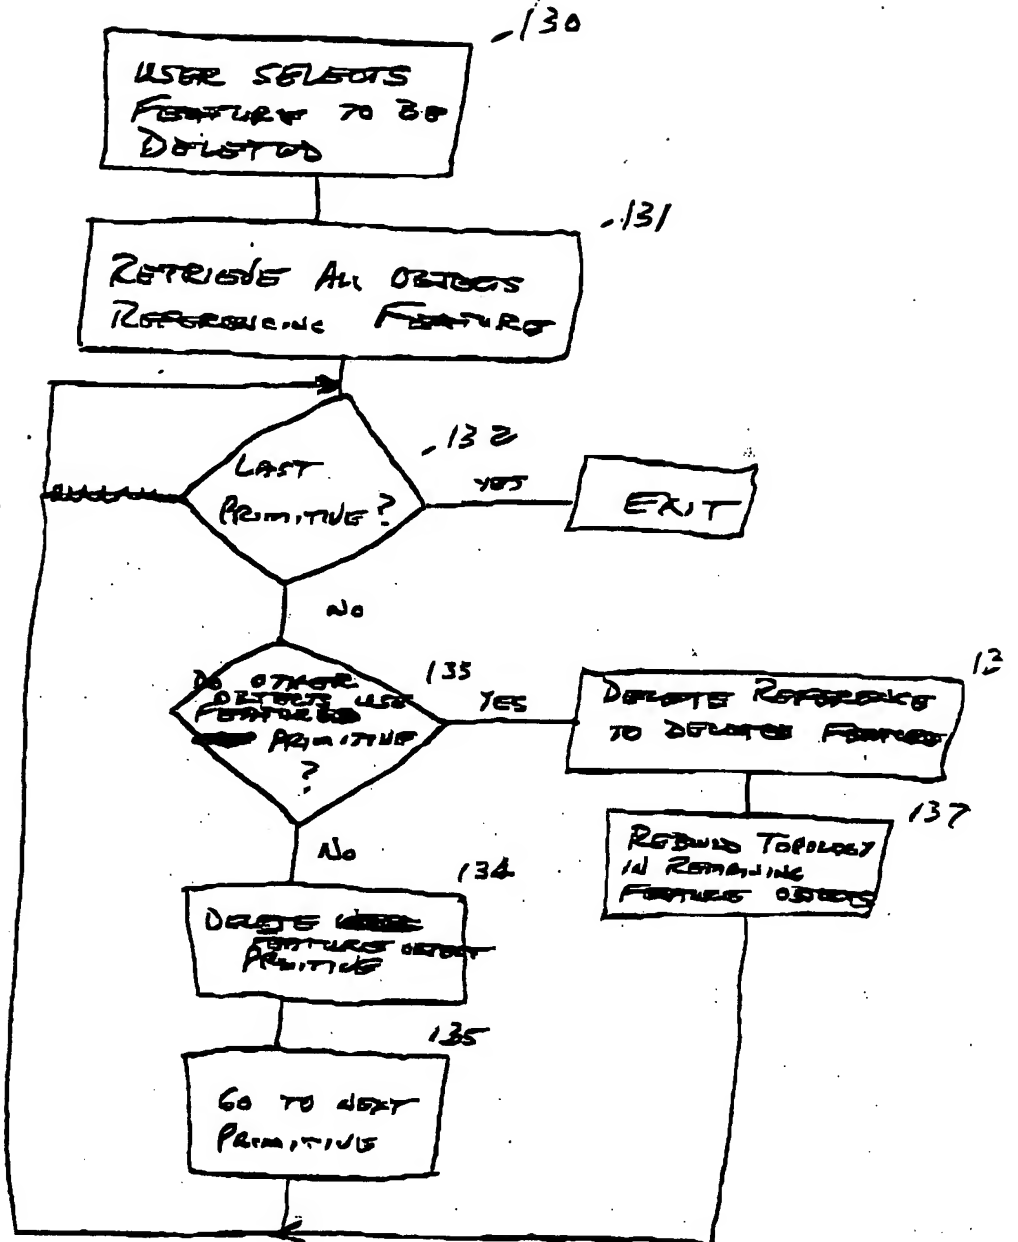 130
USER SELECTS
FEATURE TO BE
DELETED
131
RETRIEVE ALL OBJECTS
REFERENCING FEATURE
132
LAST
PRIMITIVE?
YES
EXIT
NO
135
DO OTHER
OBJECTS USE
FEATURE
PRIMITIVE
?
YES
13
DELETE REFERENCE
TO DELETED FEATURE
137
REBUILD TOPOLOGY
IN REMAINING
FEATURE OBJECTS
NO
134
DELETE
FEATURE OBJECT
PRIMITIVE
135
GO TO NEXT
PRIMITIVE